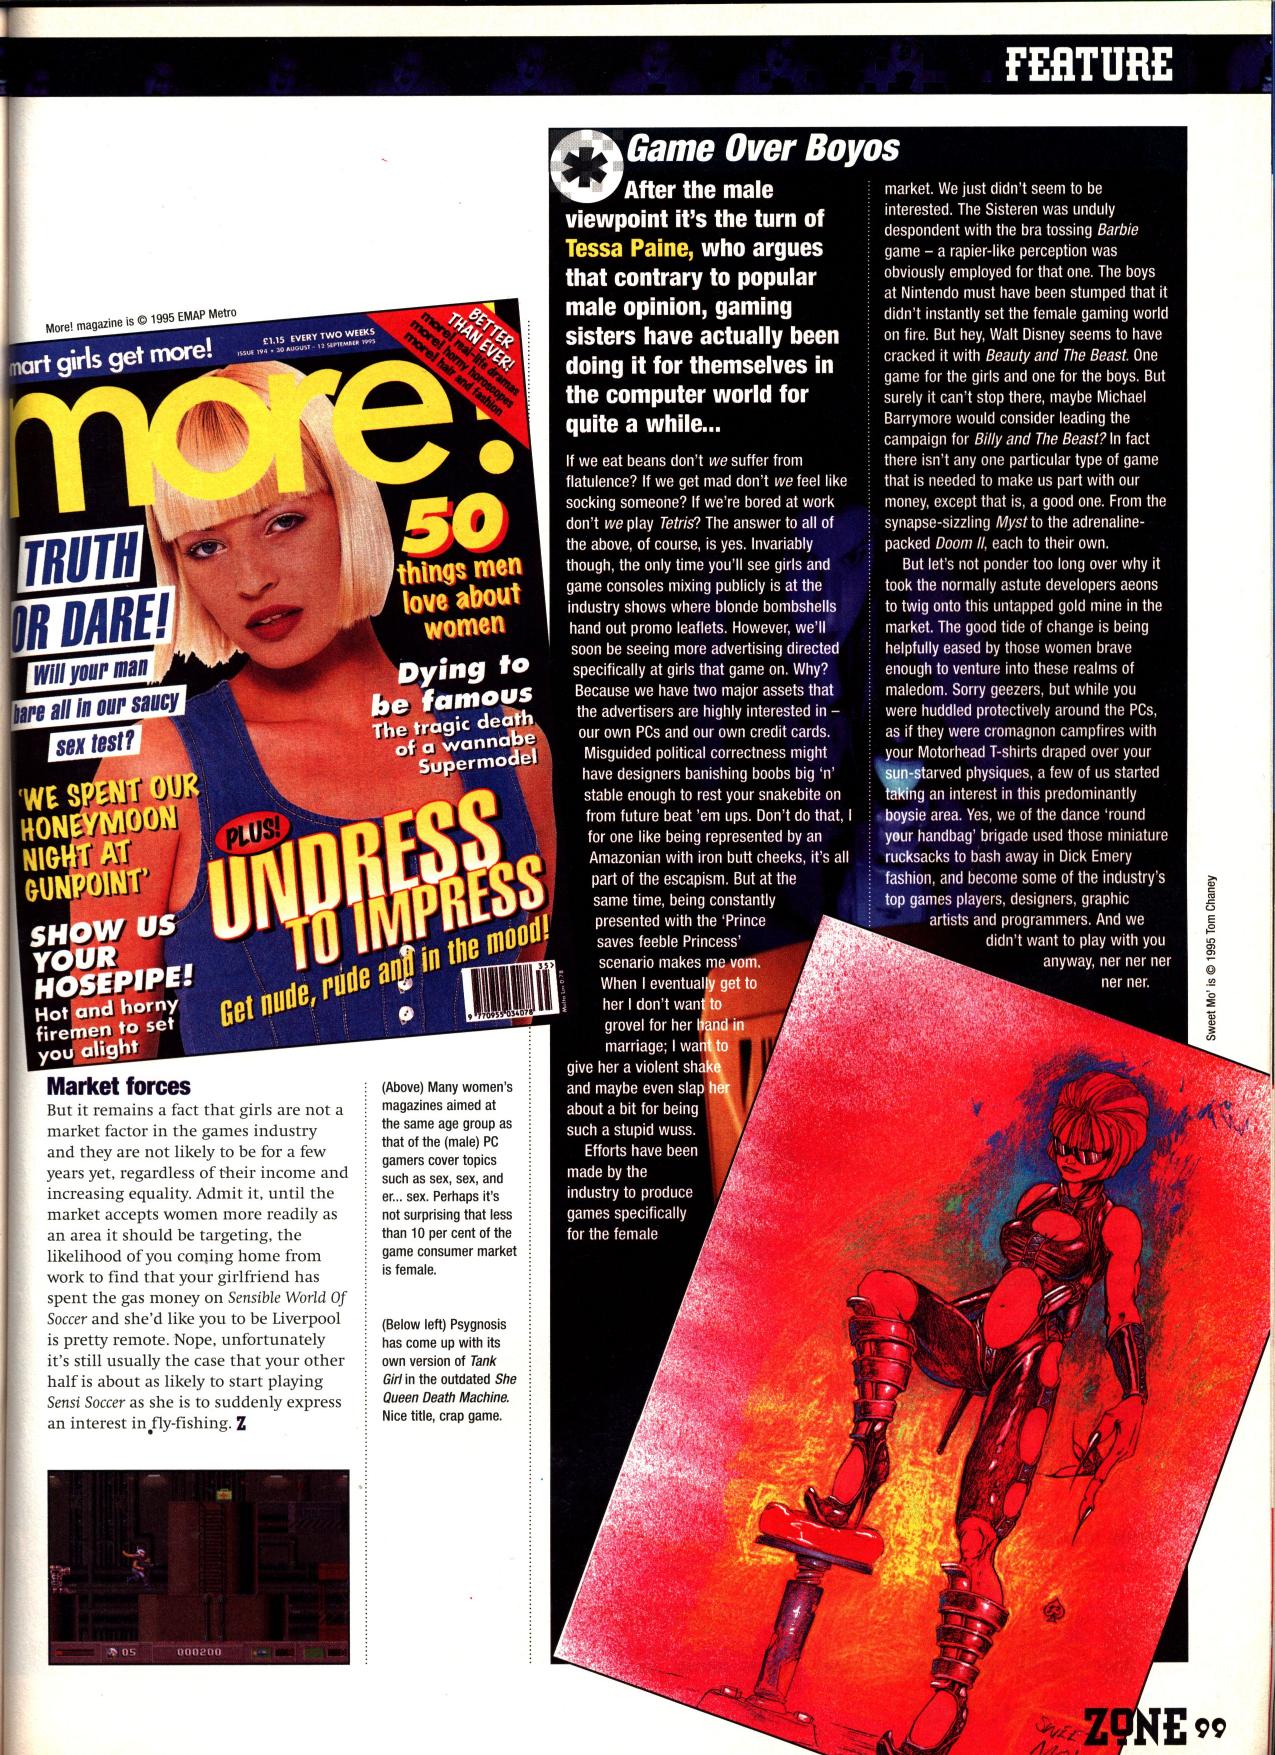 FEATURE
More! magazine is © 1995 EMAP Metro
mart girls get more!
£1.15 EVERY TWO WEEKS
ISSUE 194 • 30 AUGUST - 12 SEPTEMBER 1995
BETTER
THAN EVER!
more! real-life dramas
more! horny horoscopes
more! hair and fashion
more!
TRUTH
OR DARE!
Will your man
bare all in our saucy
sex test?
50
things men
love about
women
Dying to
be famous
The tragic death
of a wannabe
Supermodel
'WE SPENT OUR
HONEYMOON
NIGHT AT
GUNPOINT'
PLUS!
UNDRESS
TO IMPRESS
Get nude, rude and in the mood!
SHOW US
YOUR
HOSEPIPE!
Hot and horny
firemen to set
you alight
33>
9 770955 034078
Market forces
But it remains a fact that girls are not a
market factor in the games industry
and they are not likely to be for a few
years yet, regardless of their income and
increasing equality. Admit it, until the
market accepts women more readily as
an area it should be targeting, the
likelihood of you coming home from
work to find that your girlfriend has
spent the gas money on Sensible World Of
Soccer and she'd like you to be Liverpool
is pretty remote. Nope, unfortunately
it's still usually the case that your other
half is about as likely to start playing
Sensi Soccer as she is to suddenly express
an interest in fly-fishing. Z
(Above) Many women's
magazines aimed at
the same age group as
that of the (male) PC
gamers cover topics
such as sex, sex, and
er... sex. Perhaps it's
not surprising that less
than 10 per cent of the
game consumer market
is female.
(Below left) Psygnosis
has come up with its
own version of Tank
Girl in the outdated She
Queen Death Machine.
Nice title, crap game.
05
000200
Game Over Boyos
After the male
viewpoint it's the turn of
Tessa Paine, who argues
that contrary to popular
male opinion, gaming
sisters have actually been
doing it for themselves in
the computer world for
quite a while...
If we eat beans don't we suffer from
flatulence? If we get mad don't we feel like
socking someone? If we're bored at work
don't we play Tetris? The answer to all of
the above, of course, is yes. Invariably
though, the only time you'll see girls and
game consoles mixing publicly is at the
industry shows where blonde bombshells
hand out promo leaflets. However, we'll
soon be seeing more advertising directed
specifically at girls that game on. Why?
Because we have two major assets that
the advertisers are highly interested in –
our own PCs and our own credit cards.
Misguided political correctness might
have designers banishing boobs big 'n'
stable enough to rest your snakebite on
from future beat 'em ups. Don't do that, I
for one like being represented by an
Amazonian with iron butt cheeks, it's all
part of the escapism. But at the
same time, being constantly
presented with the 'Prince
saves feeble Princess'
scenario makes me vom.
When I eventually get to
her I don't want to
grovel for her hand in
marriage; I want to
give her a violent shake
and maybe even slap her
about a bit for being
such a stupid wuss.
Efforts have been
made by the
industry to produce
games specifically
for the female
market. We just didn't seem to be
interested. The Sisteren was unduly
despondent with the bra tossing Barbie
game – a rapier-like perception was
obviously employed for that one. The boys
at Nintendo must have been stumped that it
didn't instantly set the female gaming world
on fire. But hey, Walt Disney seems to have
cracked it with Beauty and The Beast. One
game for the girls and one for the boys. But
surely it can't stop there, maybe Michael
Barrymore would consider leading the
campaign for Billy and The Beast? In fact
there isn't any one particular type of game
that is needed to make us part with our
money, except that is, a good one. From the
synapse-sizzling Myst to the adrenaline-
packed Doom II, each to their own.
But let's not ponder too long over why it
took the normally astute developers aeons
to twig onto this untapped gold mine in the
market. The good tide of change is being
helpfully eased by those women brave
enough to venture into these realms of
maledom. Sorry geezers, but while you
were huddled protectively around the PCs,
as if they were cromagnon campfires with
your Motorhead T-shirts draped over your
sun-starved physiques, a few of us started
taking an interest in this predominantly
boysie area. Yes, we of the dance 'round
your handbag' brigade used those miniature
rucksacks to bash away in Dick Emery
fashion, and become some of the industry's
top games players, designers, graphic
artists and programmers. And we
didn't want to play with you
anyway, ner ner ner
ner ner.
Sweet Mo' is © 1995 Tom Chaney
ZONE 99